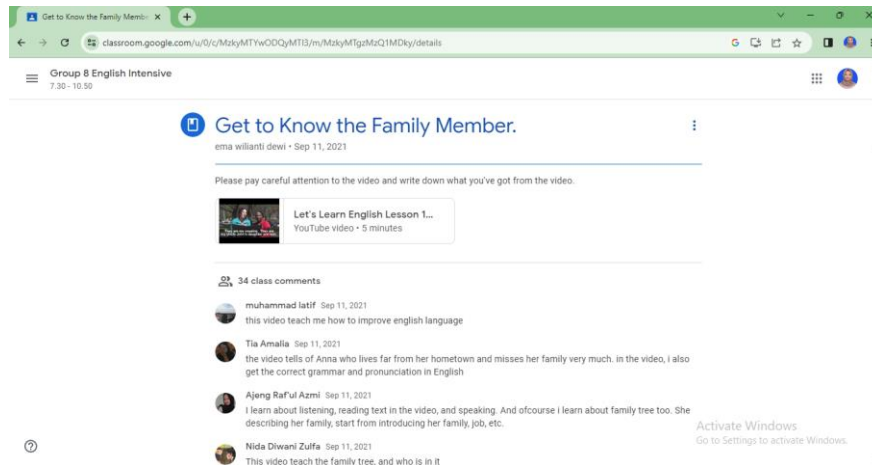 Get to Know the Family Membe
classroom.google.com/u/0/c/MzkyMTYwODQyMTI3/m/MzkyMTgzMzQ1MDky/details
Group 8 English Intensive
7.30 - 10.50
Get to Know the Family Member.
ema wilianti dewi • Sep 11, 2021
Please pay careful attention to the video and write down what you've got from the video.
Let's Learn English Lesson 1...
YouTube video • 5 minutes
34 class comments
muhammad latif Sep 11, 2021
this video teach me how to improve english language
Tia Amalia Sep 11, 2021
the video tells of Anna who lives far from her hometown and misses her family very much. in the video, i also
get the correct grammar and pronunciation in English
Ajeng Raf'ul Azmi Sep 11, 2021
I learn about listening, reading text in the video, and speaking. And ofcourse i learn about family tree too. She
describing her family, start from introducing her family, job, etc.
Nida Diwani Zulfa Sep 11, 2021
This video teach the family tree, and who is in it
Activate Windows
Go to Settings to activate Windows.